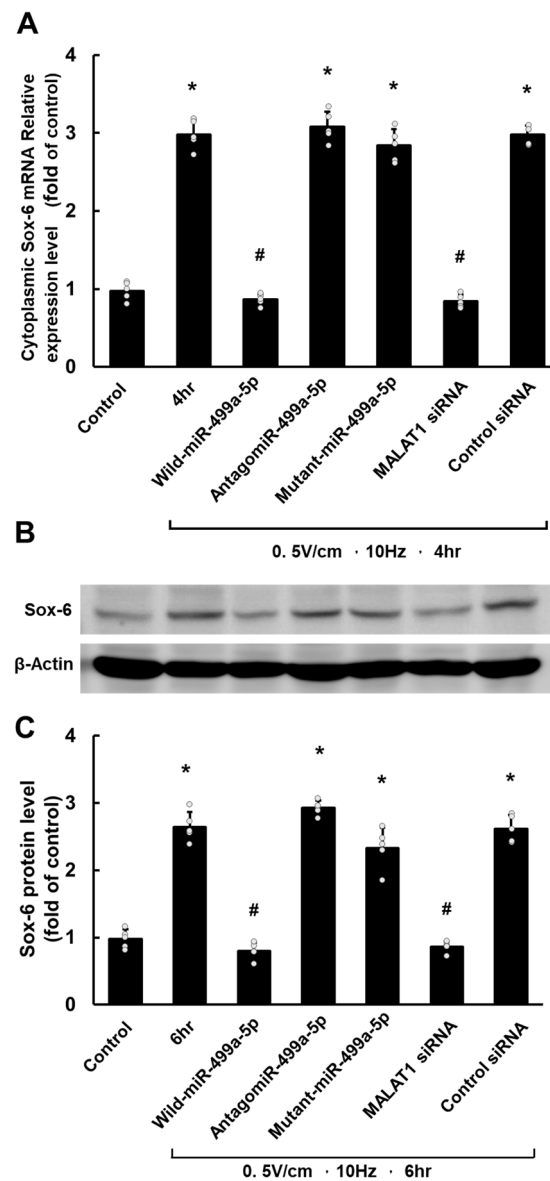 A
Cytoplasmic Sox-6 mRNA Relative
expression level (fold of control)
4
3
2
1
0
*
#
*
*
#
*
Control
4hr
Wild-miR-499a-5p
AntagomiR-499a-5p
Mutant-miR-499a-5p
MALAT1 siRNA
Control siRNA
0. 5V/cm · 10Hz · 4hr
B
Sox-6
β-Actin
C
Sox-6 protein level
(fold of control)
4
3
2
1
0
*
#
*
*
#
*
Control
6hr
Wild-miR-499a-5p
AntagomiR-499a-5p
Mutant-miR-499a-5p
MALAT1 siRNA
Control siRNA
0. 5V/cm · 10Hz · 6hr